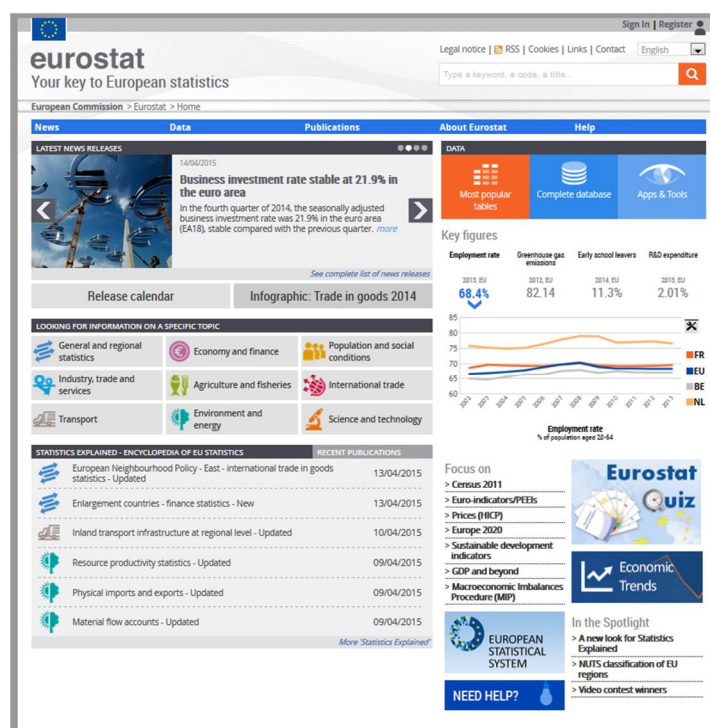 Sign In | Register
Legal notice | RSS | Cookies | Links | Contact
English
eurostat
Your key to European statistics
Type a keyword, a code, a title...
European Commission > Eurostat > Home
News
Data
Publications
About Eurostat
Help
LATEST NEWS RELEASES
14/04/2015
Business investment rate stable at 21.9% in
the euro area
In the fourth quarter of 2014, the seasonally adjusted
business investment rate was 21.9% in the euro area
(EA18), stable compared with the previous quarter. more
See complete list of news releases
Release calendar
Infographic: Trade in goods 2014
LOOKING FOR INFORMATION ON A SPECIFIC TOPIC
General and regional
statistics
Economy and finance
Population and social
conditions
Industry, trade and
services
Agriculture and fisheries
International trade
Transport
Environment and
energy
Science and technology
STATISTICS EXPLAINED - ENCYCLOPEDIA OF EU STATISTICS
RECENT PUBLICATIONS
European Neighbourhood Policy - East - international trade in goods
statistics - Updated
13/04/2015
Enlargement countries - finance statistics - New
13/04/2015
Inland transport infrastructure at regional level - Updated
10/04/2015
Resource productivity statistics - Updated
09/04/2015
Physical imports and exports - Updated
09/04/2015
Material flow accounts - Updated
09/04/2015
More 'Statistics Explained'
DATA
Most popular
tables
Complete database
Apps & Tools
Key figures
Employment rate
Greenhouse gas
emissions
Early school leavers
R&D expenditure
2013, EU
2012, EU
2014, EU
2013, EU
68.4%
82.14
11.3%
2.01%
85
80
75
70
65
60
FR
EU
BE
NL
2002
2003
2004
2005
2006
2007
2008
2009
2010
2011
2012
2013
Employment rate
% of population aged 20-64
Focus on
> Census 2011
> Euro-indicators/PEEIs
> Prices (HICP)
> Europe 2020
> Sustainable development
indicators
> GDP and beyond
> Macroeconomic Imbalances
Procedure (MIP)
Eurostat
Quiz
Economic
Trends
EUROPEAN
STATISTICAL
SYSTEM
NEED HELP?
In the Spotlight
> A new look for Statistics
Explained
> NUTS classification of EU
regions
> Video contest winners